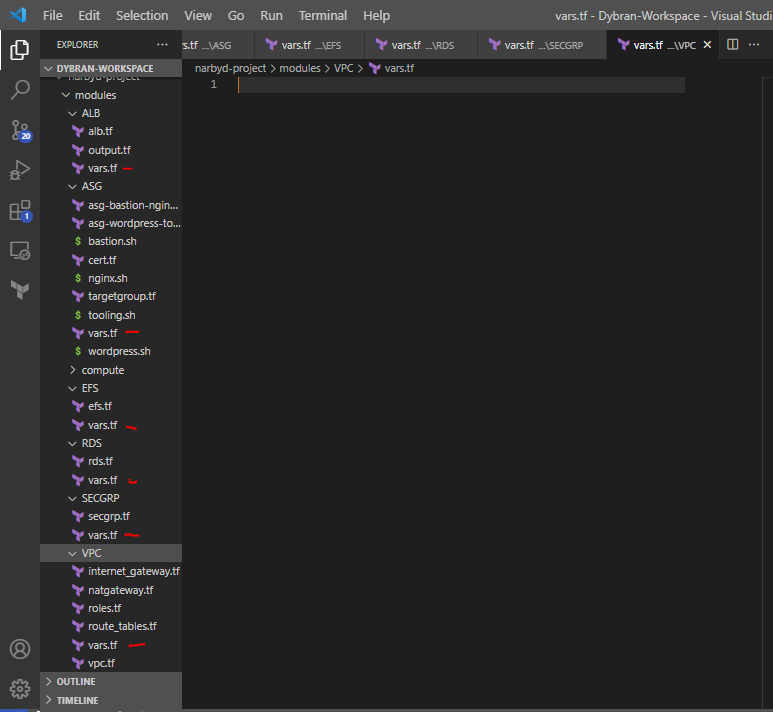 File Edit Selection View Go Run Terminal Help vars.tf - Dybran-Workspace - Visual Studi
EXPLORER ...
rs.tf ...\ASG vars.tf ...\EFS vars.tf ...\RDS vars.tf ...\SECGRP vars.tf ...\VPC
DYBRAN-WORKSPACE
narbyd-project > modules > VPC > vars.tf
1
narbyd-project
modules
ALB
alb.tf
output.tf
vars.tf
ASG
asg-bastion-ngin...
asg-wordpress-to...
$ bastion.sh
cert.tf
$ nginx.sh
targetgroup.tf
$ tooling.sh
vars.tf
$ wordpress.sh
compute
EFS
efs.tf
vars.tf
RDS
rds.tf
vars.tf
SECGRP
secgrp.tf
vars.tf
VPC
internet_gateway.tf
natgateway.tf
roles.tf
route_tables.tf
vars.tf
vpc.tf
OUTLINE
TIMELINE
20
1